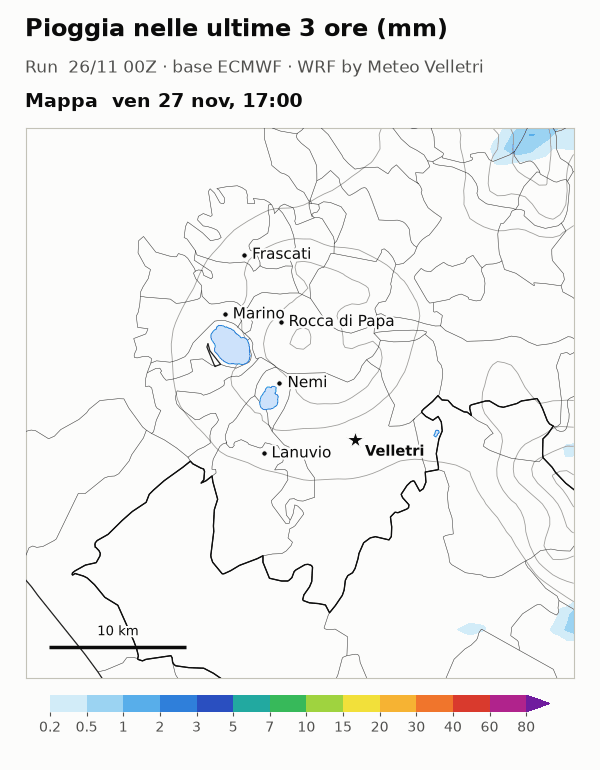 Pioggia nelle ultime 3 ore (mm)
Run  26/11 00Z · base ECMWF · WRF by Meteo Velletri
Mappa  ven 27 nov, 17:00
Frascati
Marino
Rocca di Papa
Nemi
Velletri
Lanuvio
10 km
0.2 0.5 1 2 3 5 7 10 15 20 30 40 60 80